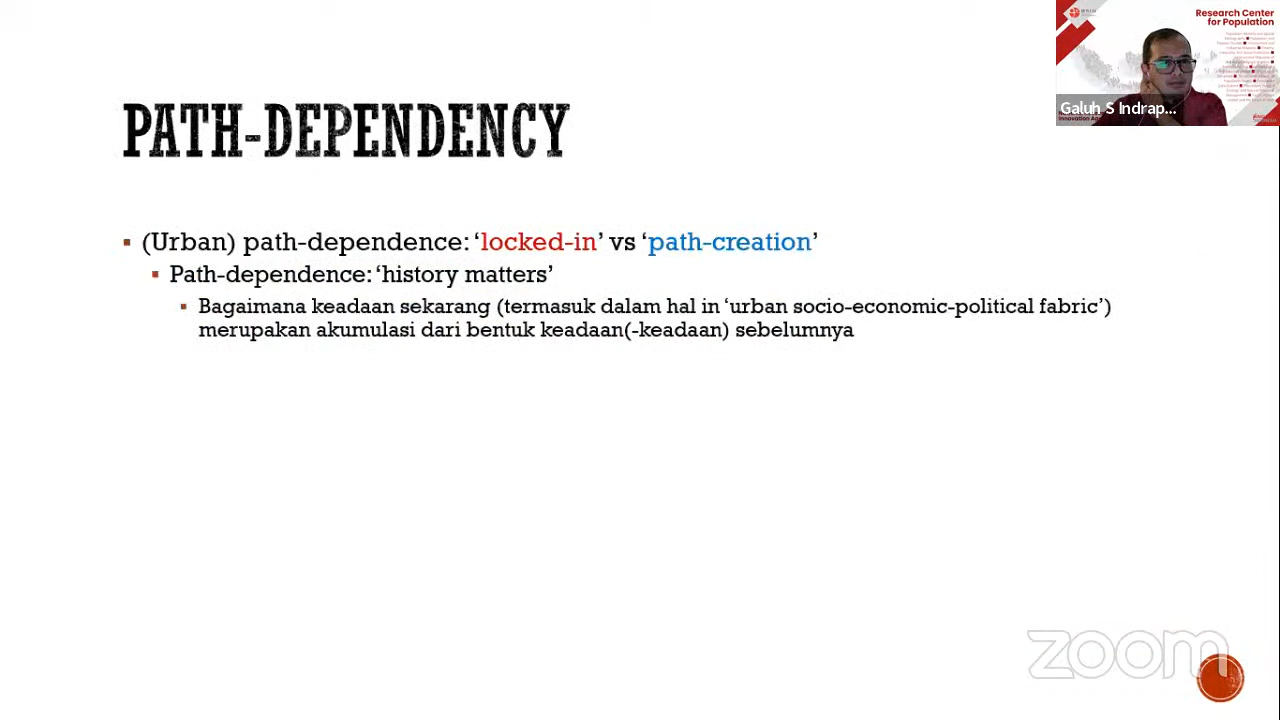 Research Center
for Population
Galuh S Indrap...
PATH-DEPENDENCY
(Urban) path-dependence: ‘locked-in’ vs ‘path-creation’
Path-dependence: ‘history matters’
Bagaimana keadaan sekarang (termasuk dalam hal in ‘urban socio-economic-political fabric’)
merupakan akumulasi dari bentuk keadaan(-keadaan) sebelumnya
zoom